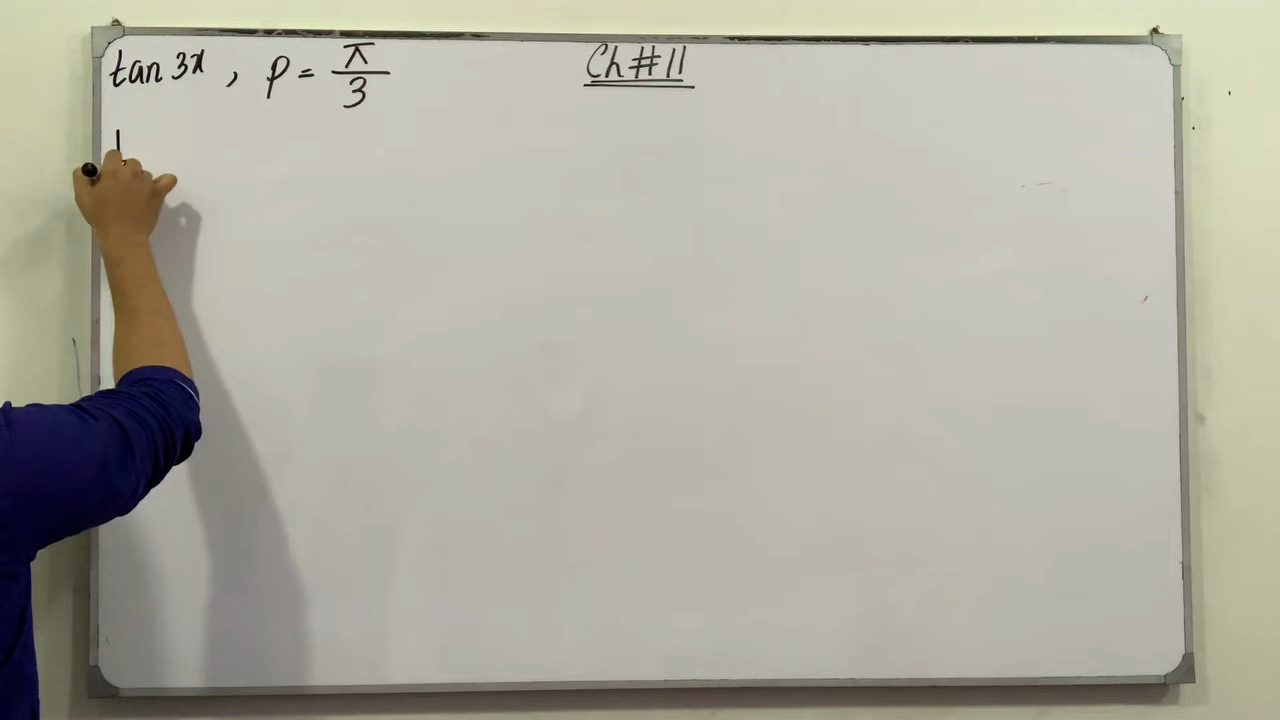 tan 3x , p = π/3
Ch # 11